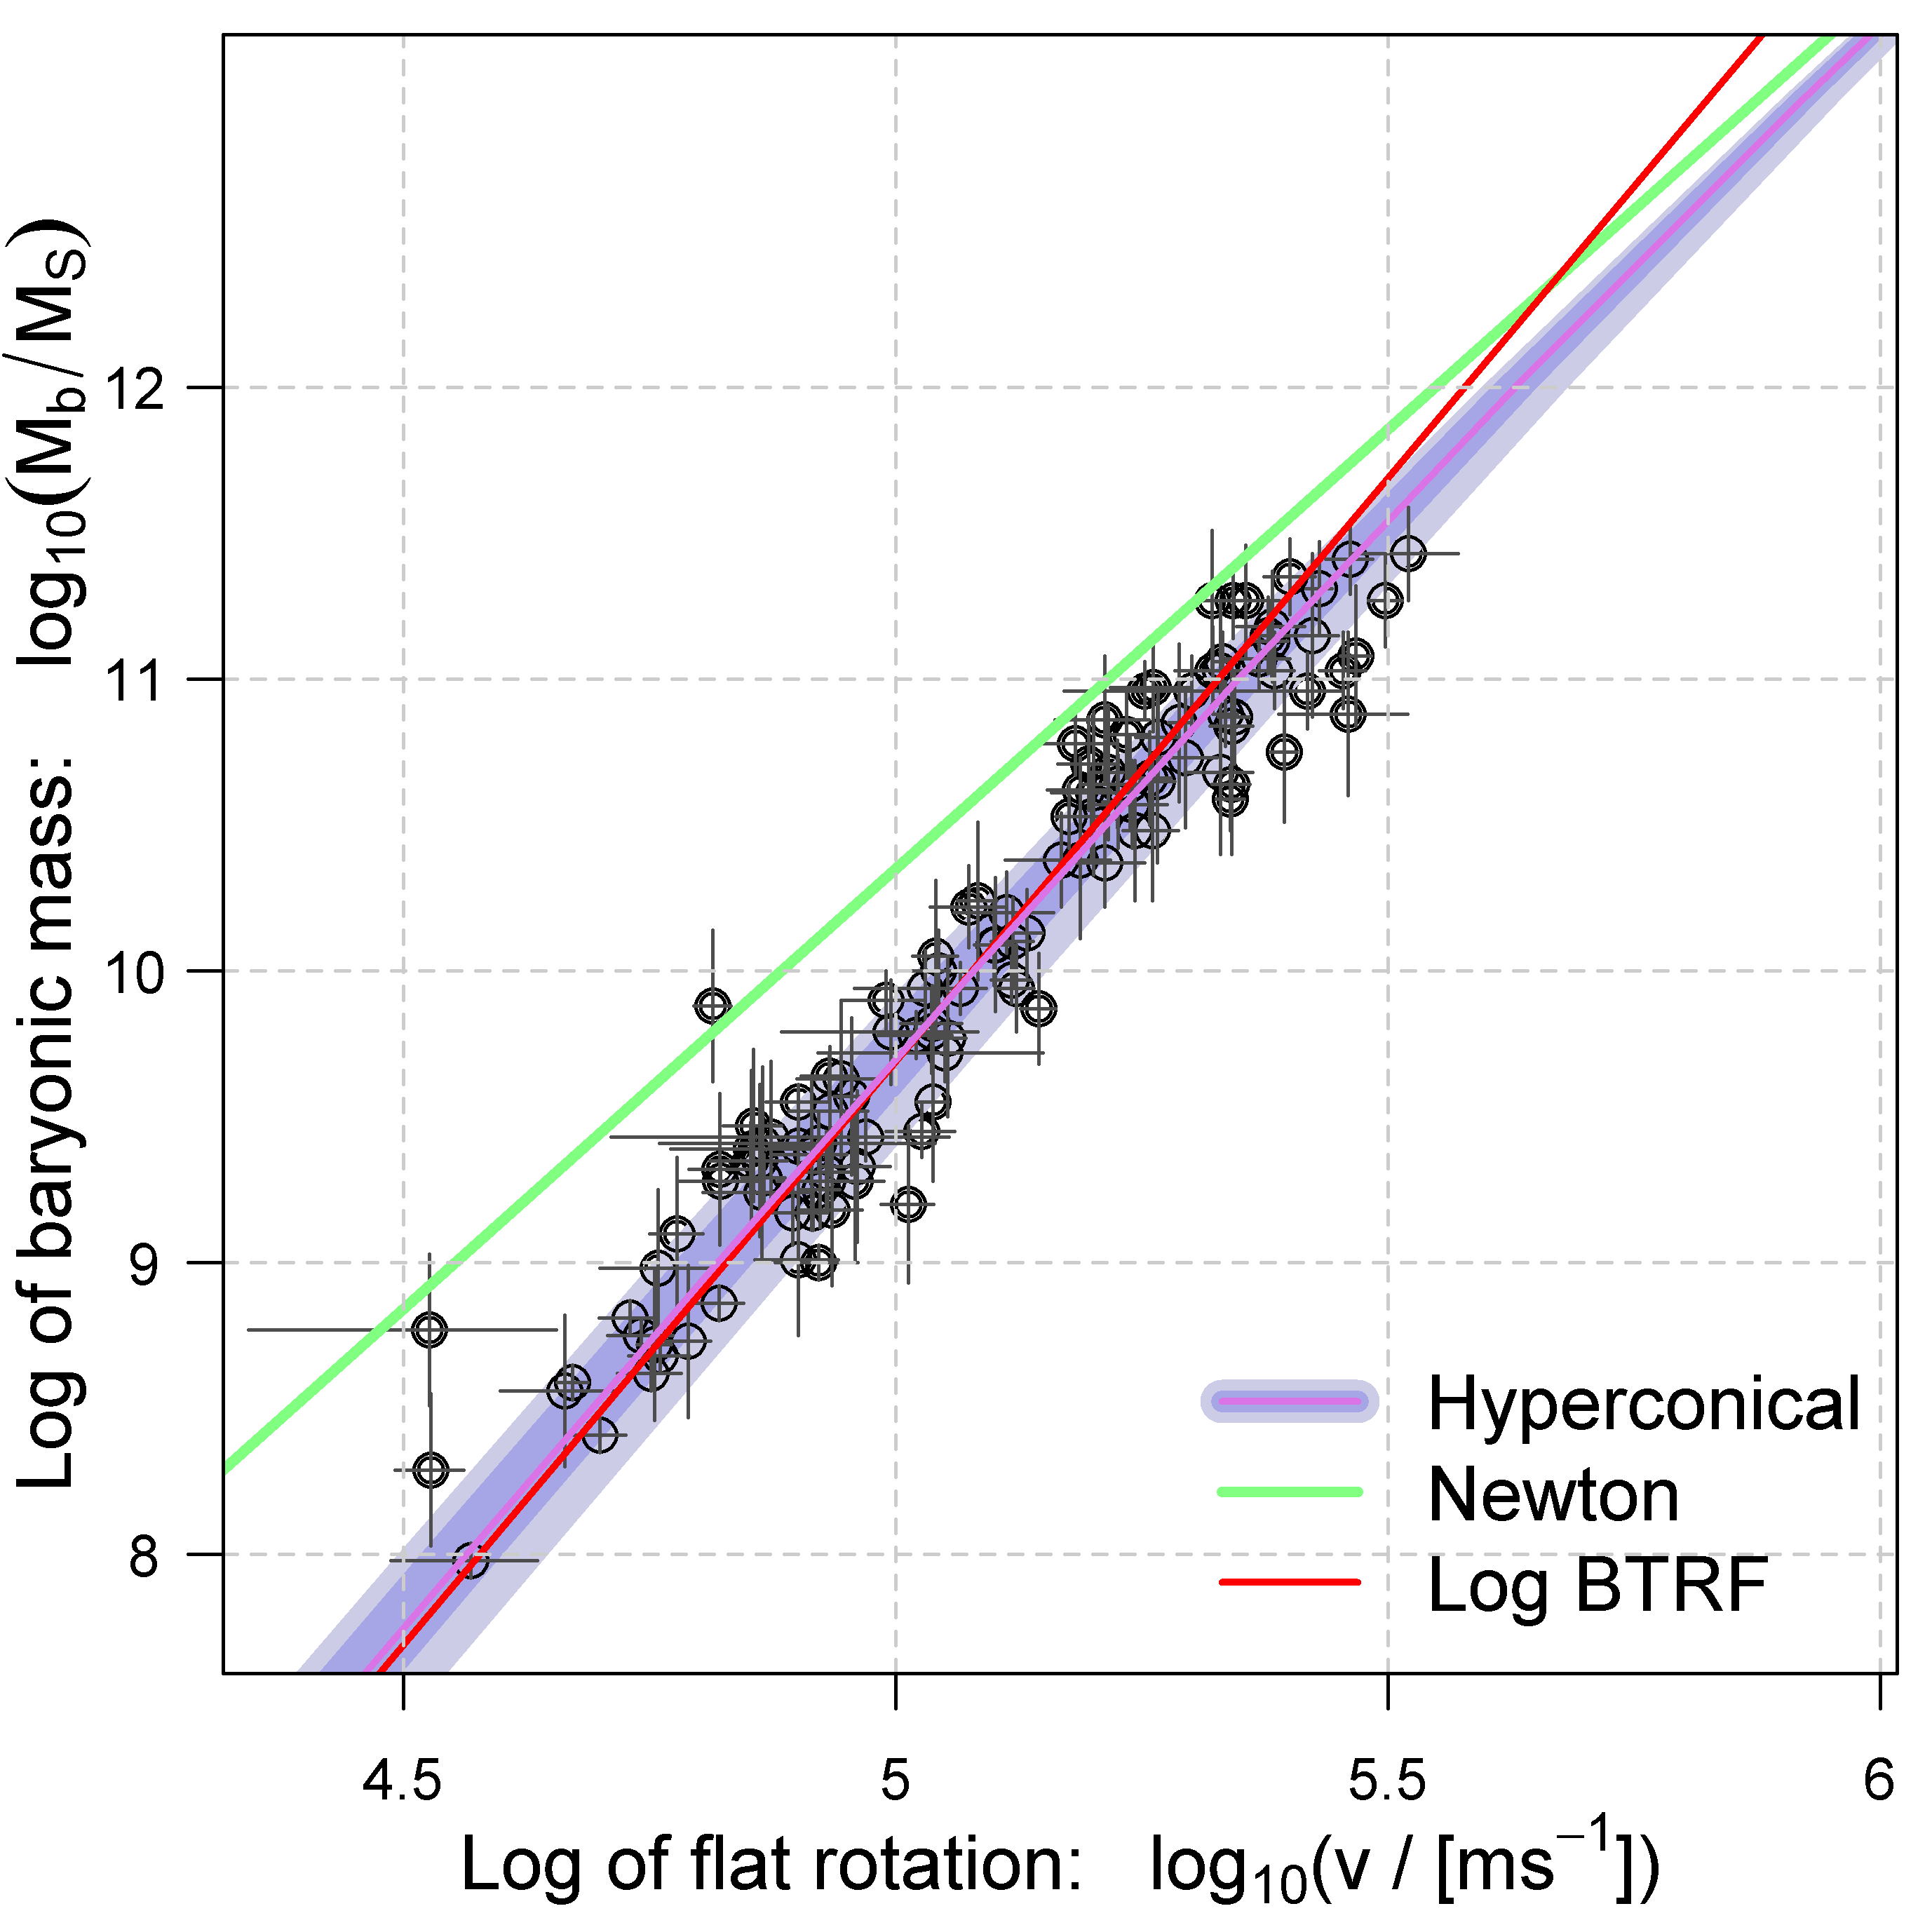 Log of baryonic mass: log10(Mb/MS)
12
11
10
9
8
Hyperconical
Newton
Log BTRF
4.5 5 5.5 6
Log of flat rotation: log10(v / [ms−1])